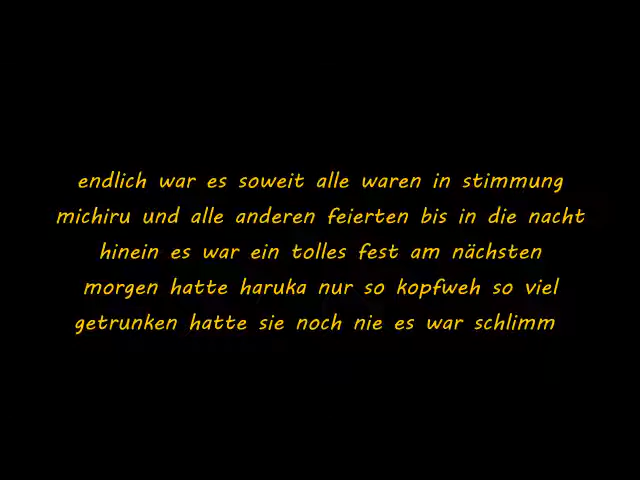 endlich war es soweit alle waren in stimmung
michiru und alle anderen feierten bis in die nacht
hinein es war ein tolles fest am nächsten
morgen hatte haruka nur so kopfweh so viel
getrunken hatte sie noch nie es war schlimm